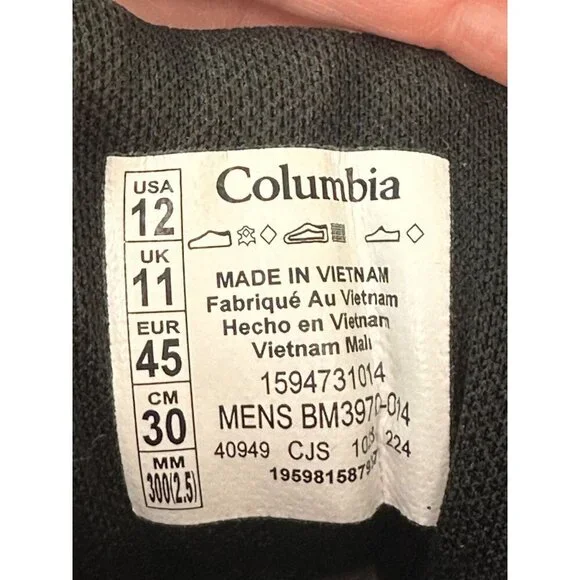 Columbia
USA
12
UK
11
EUR
45
CM
30
MM
300(2.5)
MADE IN VIETNAM
Fabriqué Au Vietnam
Hecho en Vietnam
Vietnam Malı
1594731014
MENS BM3970-014
40949 CJS 224